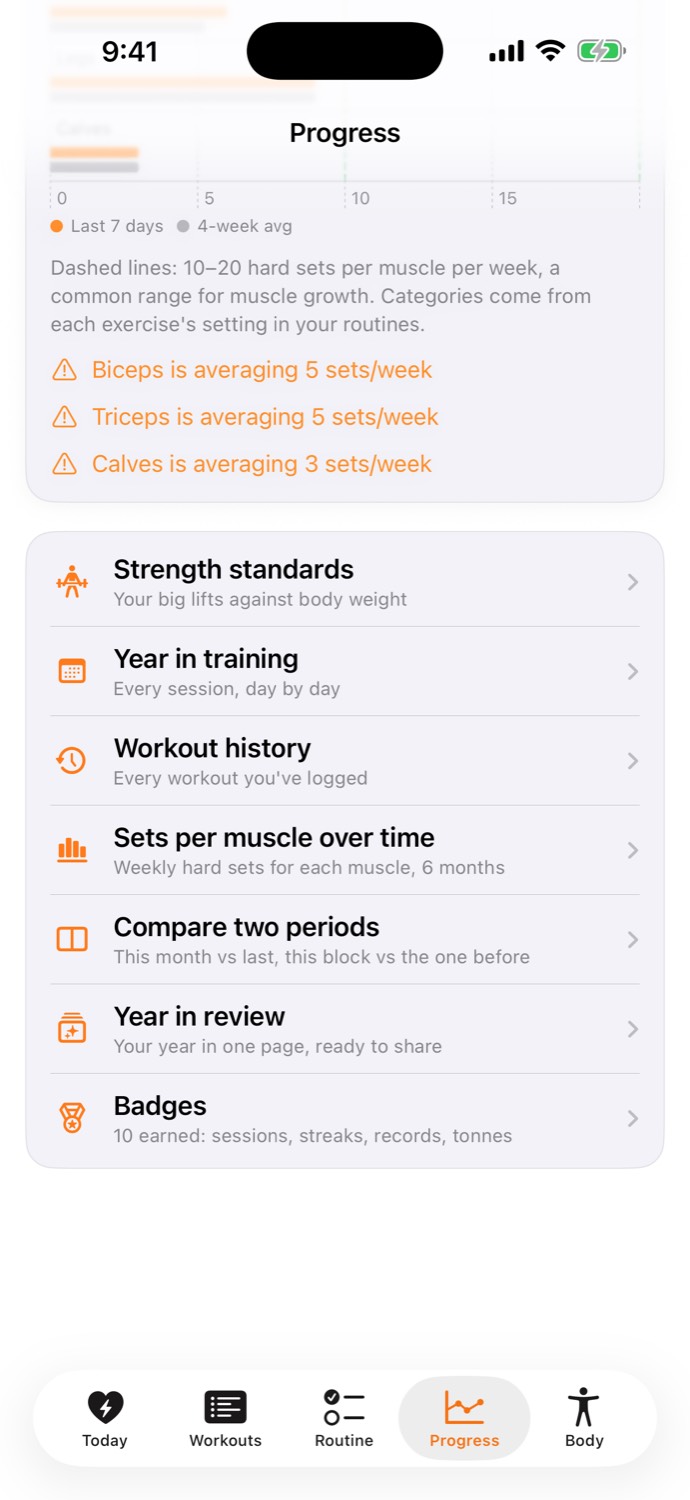 9:41
Progress
Calves
0 5 10 15
Last 7 days 4-week avg
Dashed lines: 10–20 hard sets per muscle per week, a
common range for muscle growth. Categories come from
each exercise's setting in your routines.
Biceps is averaging 5 sets/week
Triceps is averaging 5 sets/week
Calves is averaging 3 sets/week
Strength standards
Your big lifts against body weight
Year in training
Every session, day by day
Workout history
Every workout you've logged
Sets per muscle over time
Weekly hard sets for each muscle, 6 months
Compare two periods
This month vs last, this block vs the one before
Year in review
Your year in one page, ready to share
Badges
10 earned: sessions, streaks, records, tonnes
Today Workouts Routine Progress Body